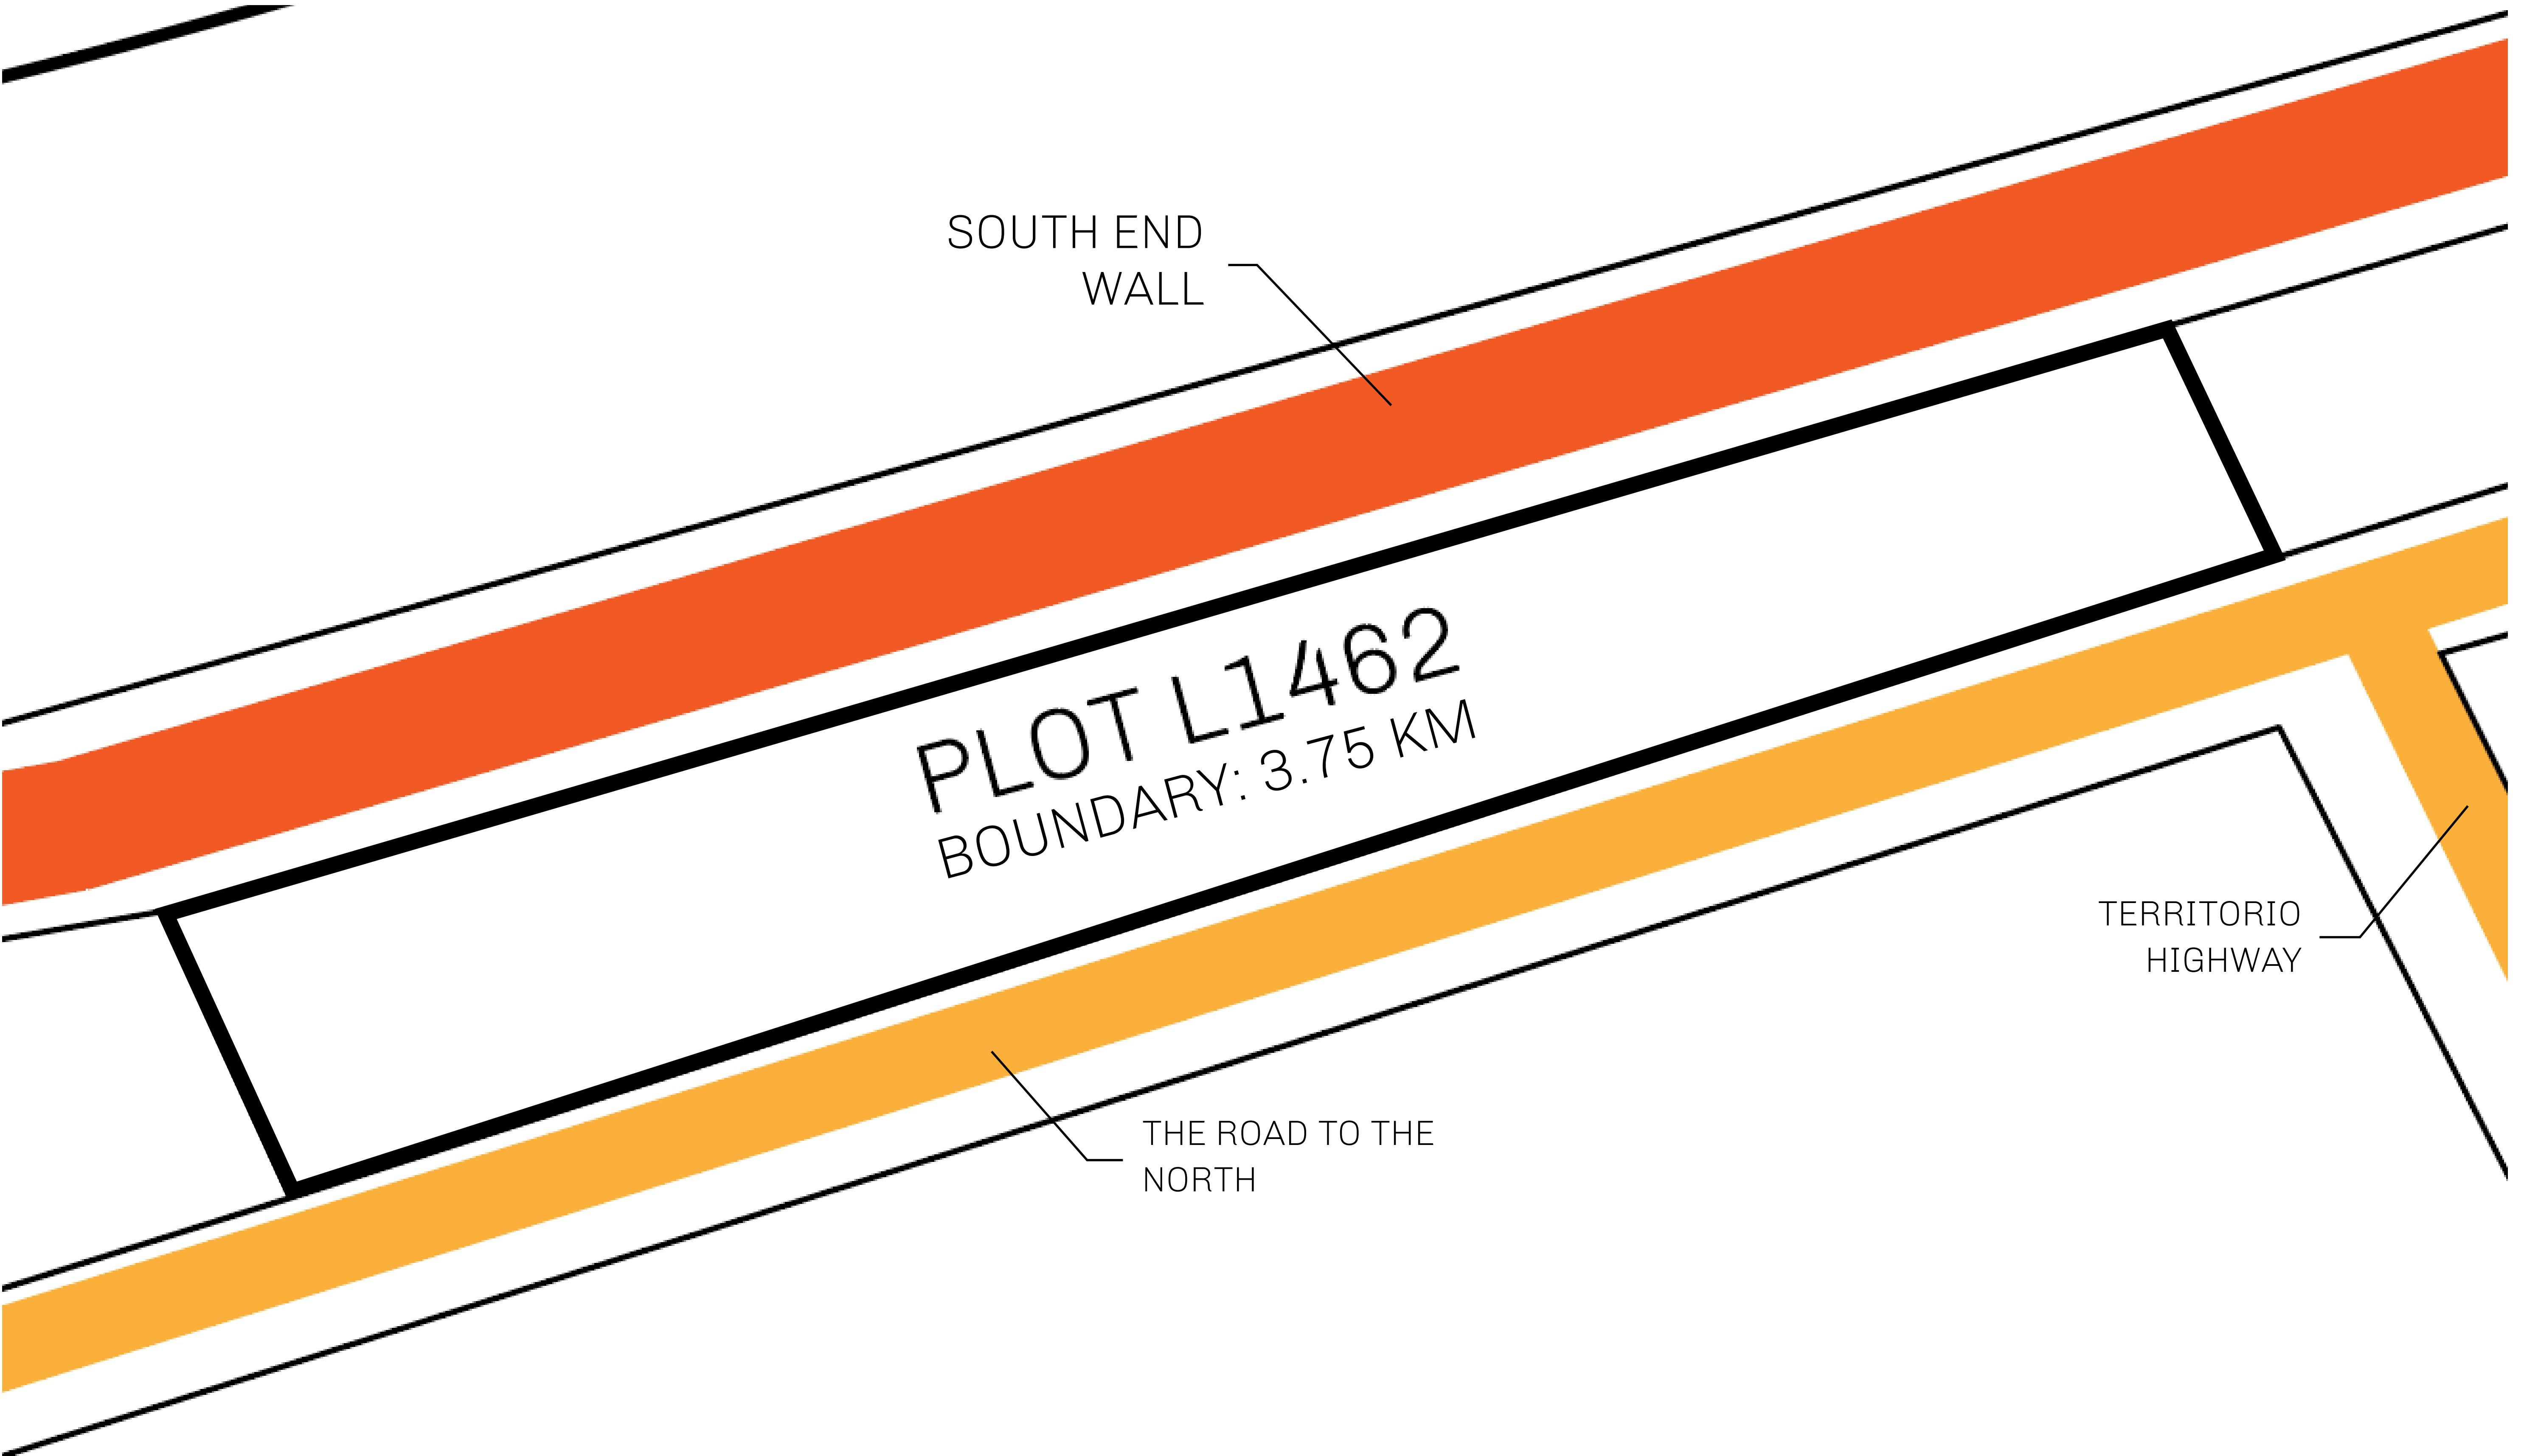 SOUTH END
WALL
PLOT L1462
BOUNDARY: 3.75 KM
TERRITORIO
HIGHWAY
THE ROAD TO THE
NORTH